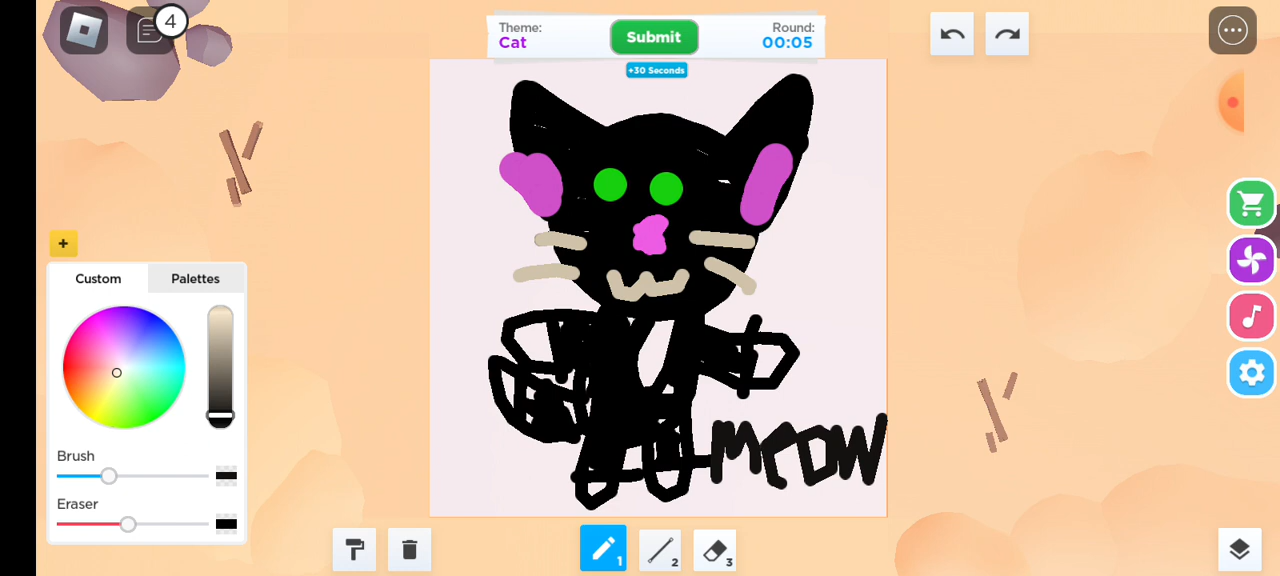 4
Theme:
Cat
Submit
Round:
00:05
+30 Seconds
+
Custom
Palettes
Brush
Eraser
MEOW
1
2
3